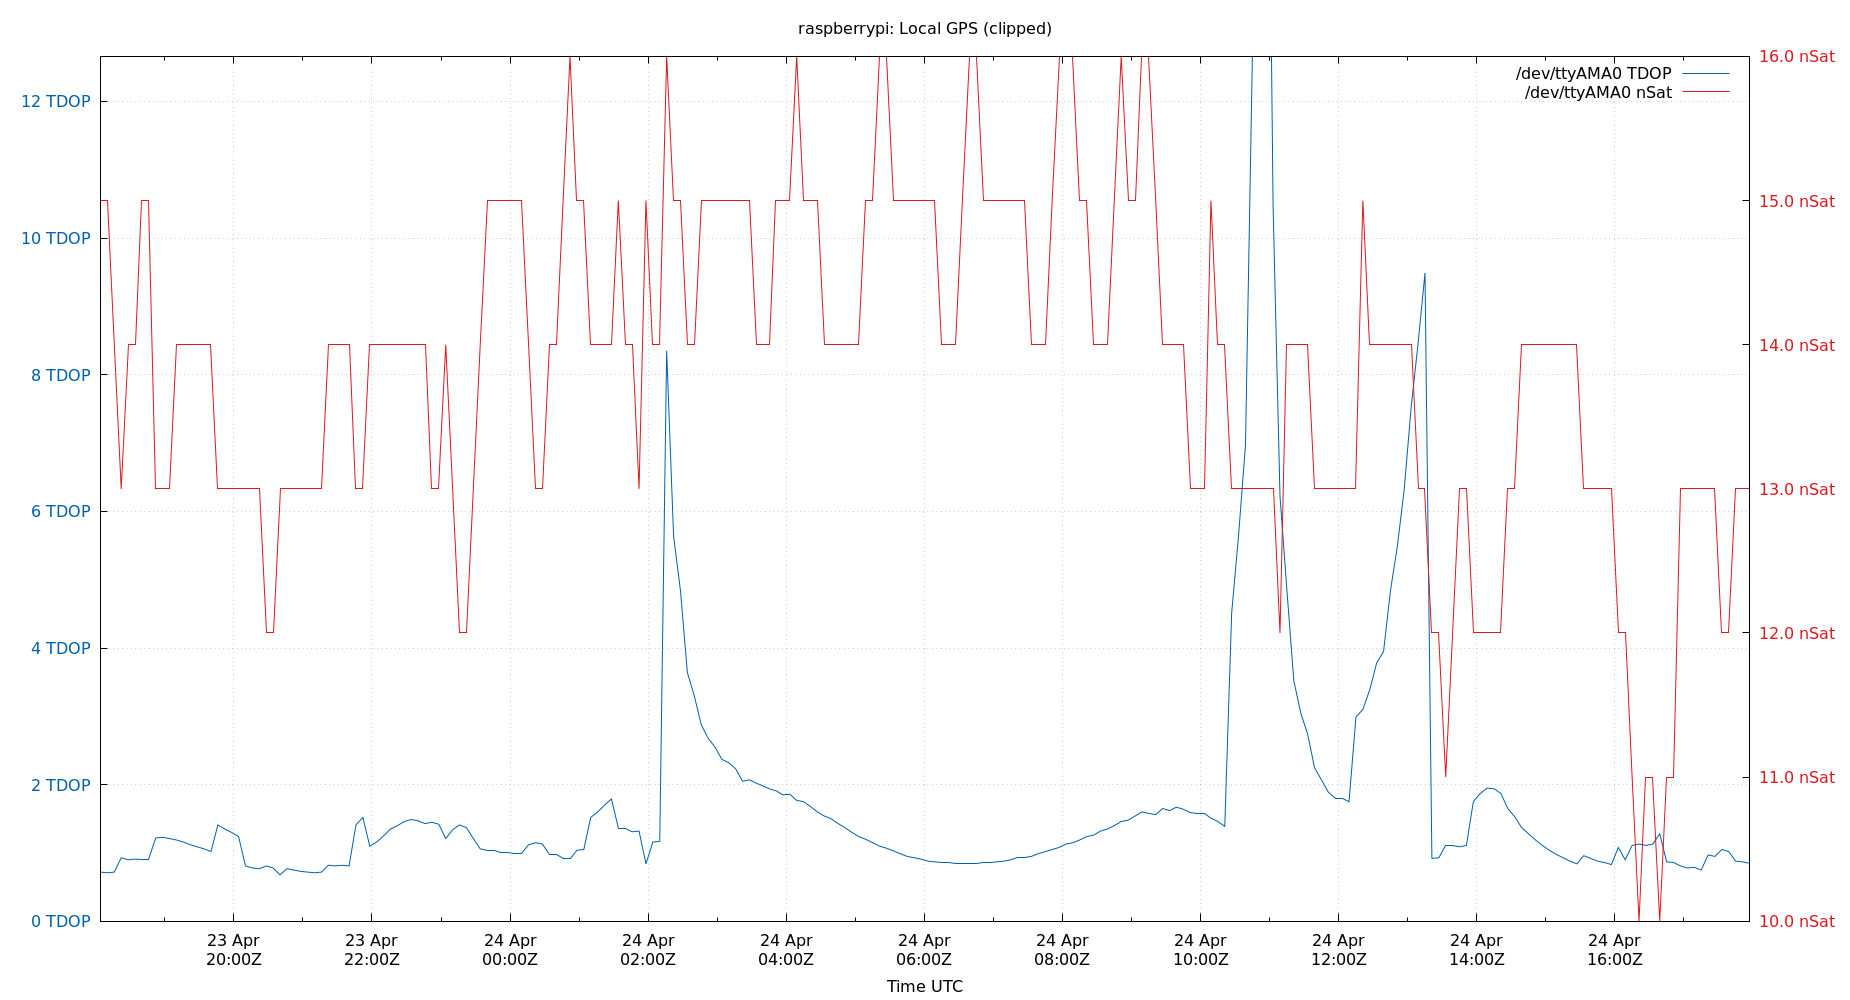 raspberrypi: Local GPS (clipped)
/dev/ttyAMA0 TDOP
/dev/ttyAMA0 nSat
12 TDOP
10 TDOP
8 TDOP
6 TDOP
4 TDOP
2 TDOP
0 TDOP
16.0 nSat
15.0 nSat
14.0 nSat
13.0 nSat
12.0 nSat
11.0 nSat
10.0 nSat
23 Apr
20:00Z
23 Apr
22:00Z
24 Apr
00:00Z
24 Apr
02:00Z
24 Apr
04:00Z
24 Apr
06:00Z
24 Apr
08:00Z
24 Apr
10:00Z
24 Apr
12:00Z
24 Apr
14:00Z
24 Apr
16:00Z
Time UTC